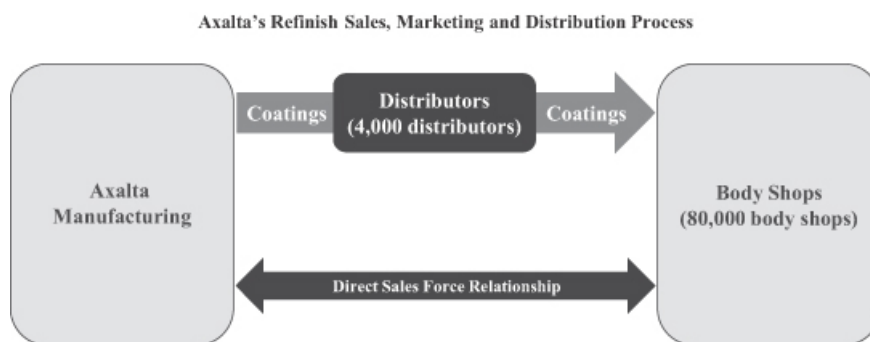 Axalta’s Refinish Sales, Marketing and Distribution Process
Coatings
Distributors
(4,000 distributors)
Coatings
Axalta
Manufacturing
Body Shops
(80,000 body shops)
Direct Sales Force Relationship